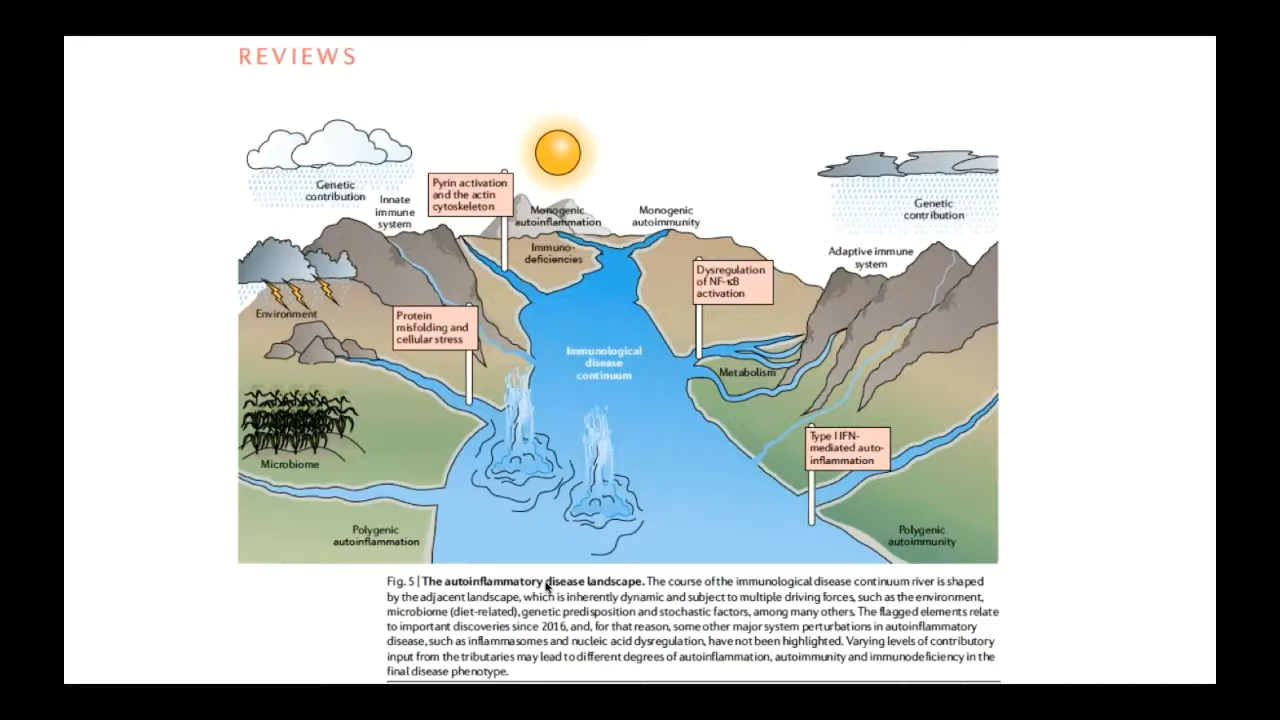 REVIEWS
Genetic
contribution
Innate
immune
system
Pyrin activation
and the actin
cytoskeleton
Monogenic
autoinflammation
Monogenic
autoimmunity
Genetic
contribution
Immuno-
deficiencies
Adaptive immune
system
Dysregulation
of NF-κB
activation
Environment
Protein
misfolding and
cellular stress
Immunological
disease
continuum
Metabolism
Type I IFN-
mediated auto-
inflammation
Microbiome
Polygenic
autoinflammation
Polygenic
autoimmunity
Fig. 5 | The autoinflammatory disease landscape. The course of the immunological disease continuum river is shaped
by the adjacent landscape, which is inherently dynamic and subject to multiple driving forces, such as the environment,
microbiome (diet-related), genetic predisposition and stochastic factors, among many others. The flagged elements relate
to important discoveries since 2016, and, for that reason, some other major system perturbations in autoinflammatory
disease, such as inflammasomes and nucleic acid dysregulation, have not been highlighted. Varying levels of contributory
input from the tributaries may lead to different degrees of autoinflammation, autoimmunity and immunodeficiency in the
final disease phenotype.